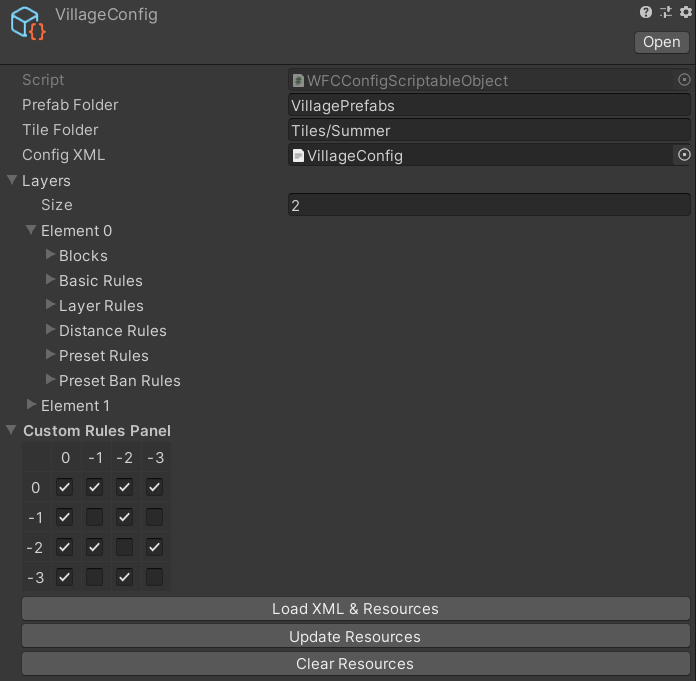 VillageConfig
Open
Script WFCConfigScriptableObject
Prefab Folder VillagePrefabs
Tile Folder Tiles/Summer
Config XML VillageConfig
Layers
Size 2
Element 0
Blocks
Basic Rules
Layer Rules
Distance Rules
Preset Rules
Preset Ban Rules
Element 1
Custom Rules Panel
0 -1 -2 -3
0
-1
-2
-3
Load XML & Resources
Update Resources
Clear Resources